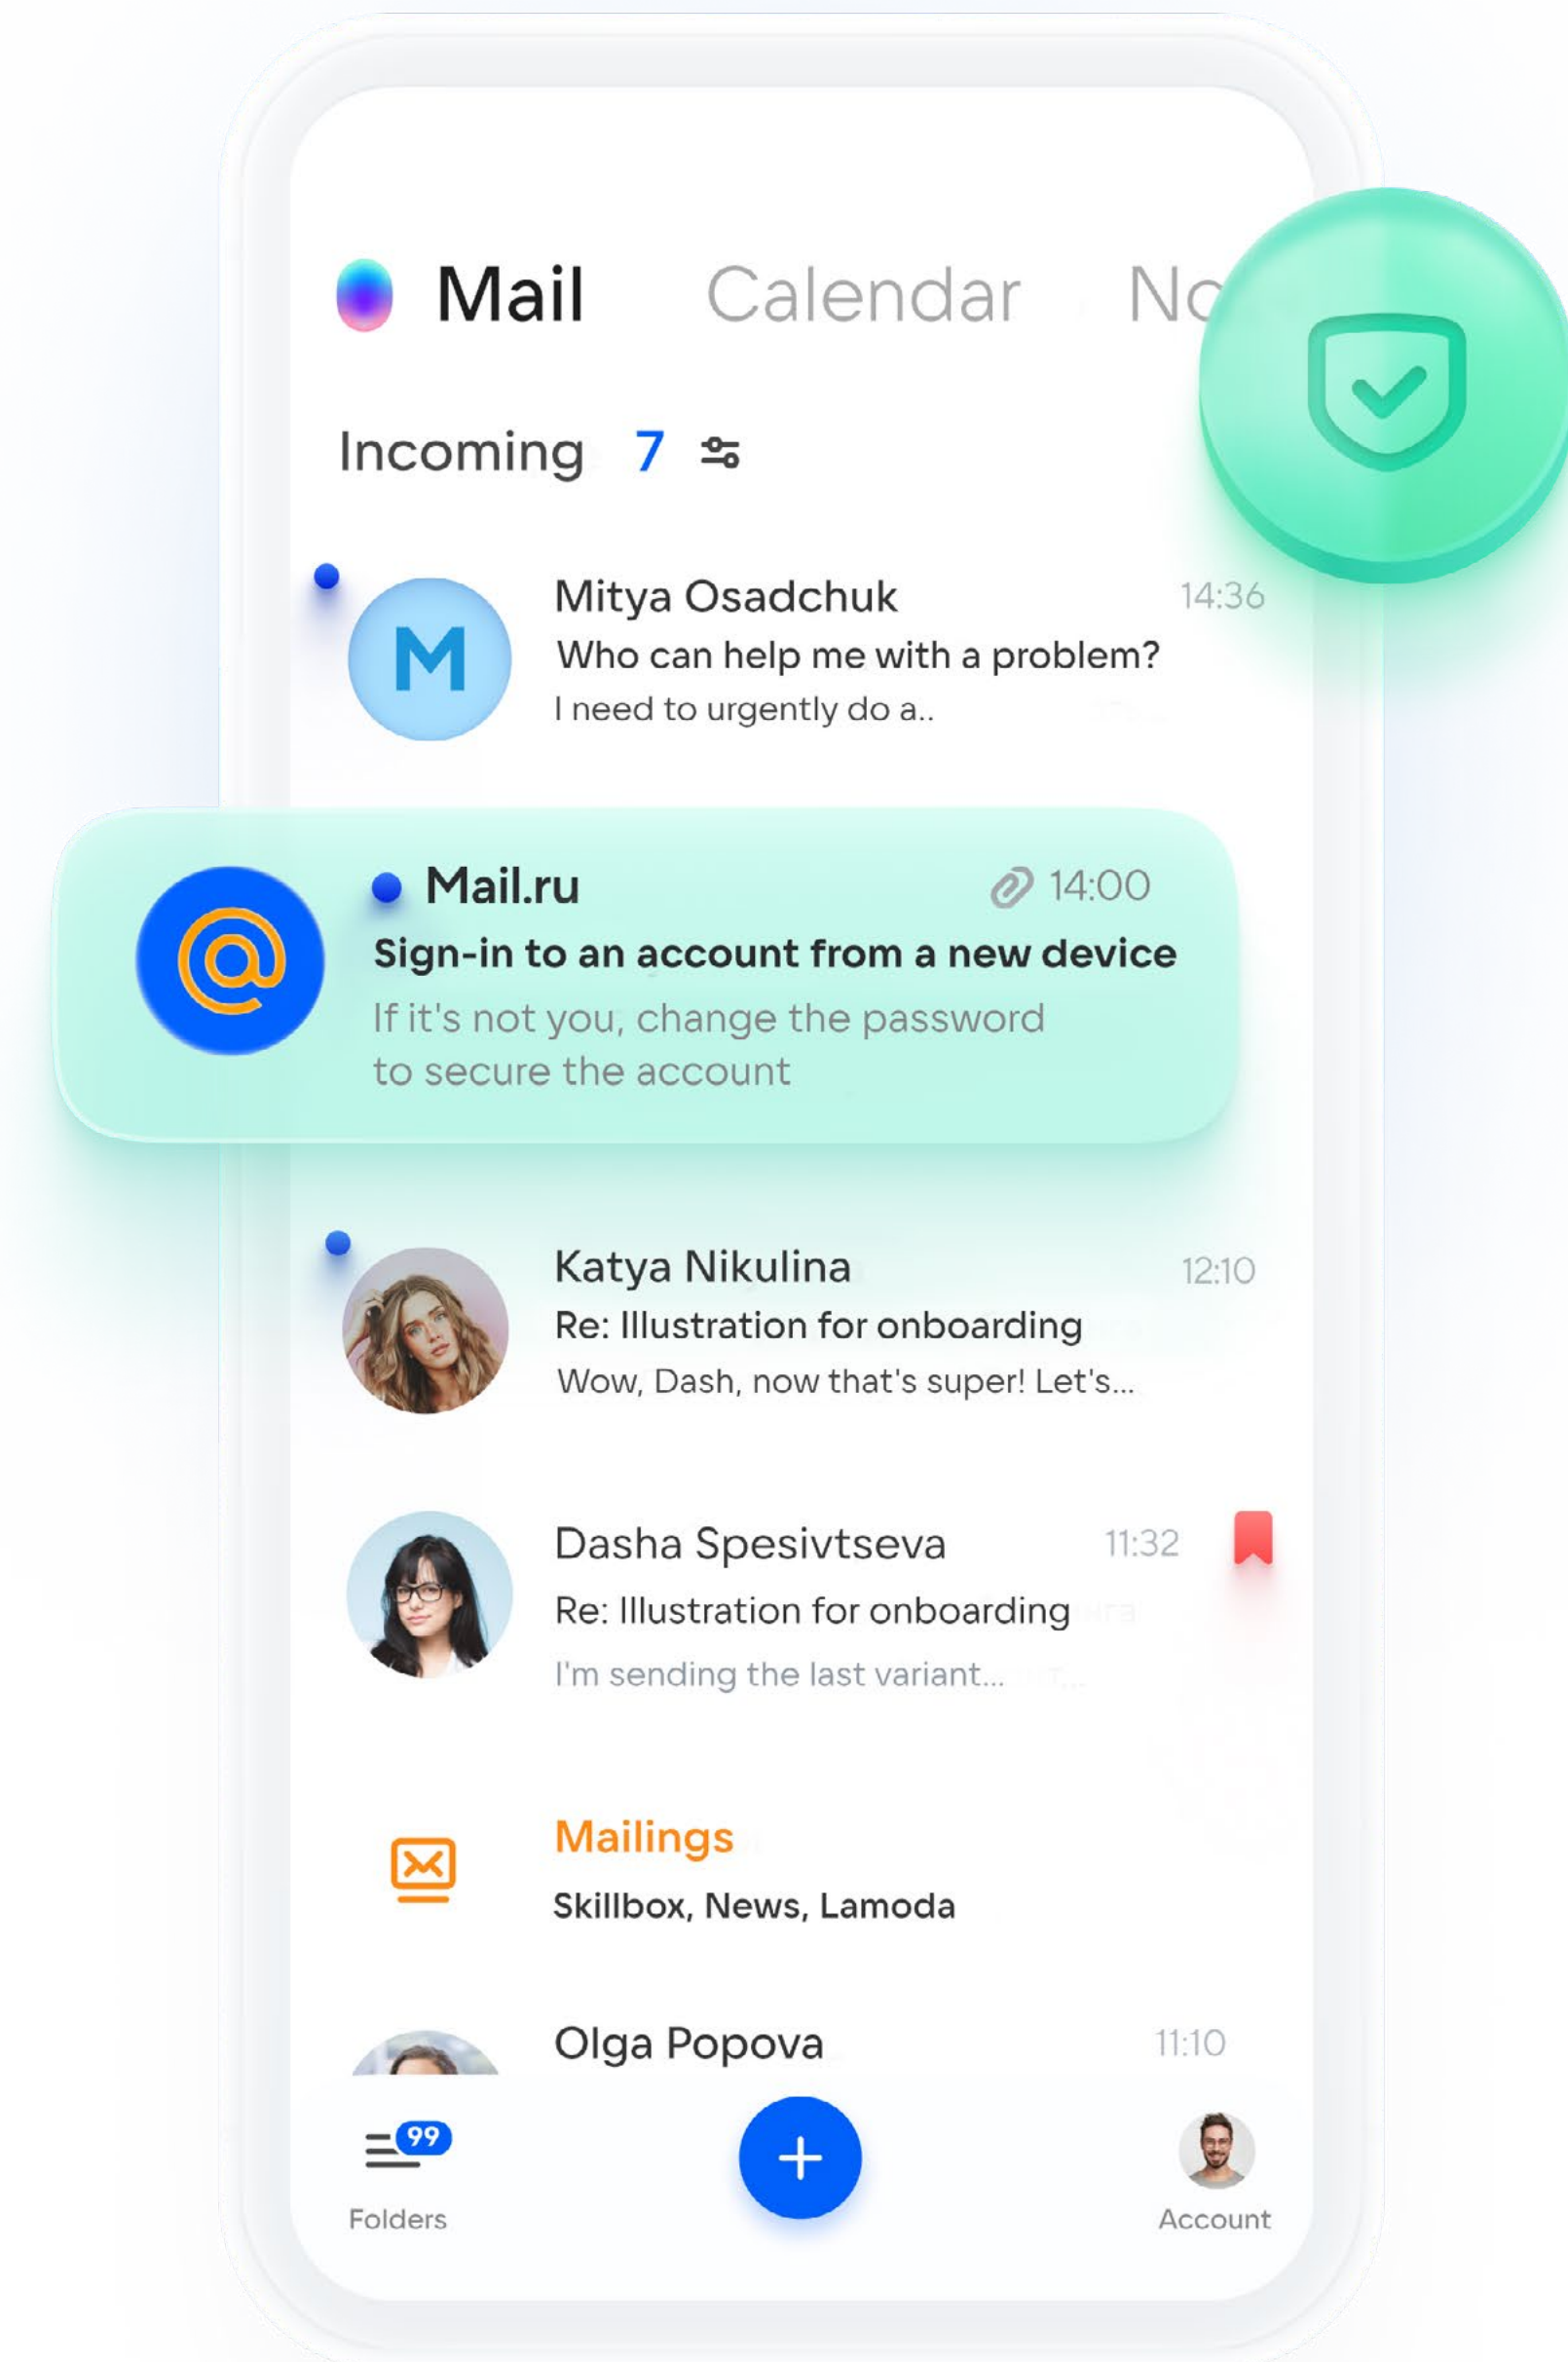 Mail Calendar No
Incoming 7
M
Mitya Osadchuk 14:36
Who can help me with a problem?
I need to urgently do a..
@
Mail.ru 14:00
Sign-in to an account from a new device
If it's not you, change the password
to secure the account
Katya Nikulina 12:10
Re: Illustration for onboarding
Wow, Dash, now that's super! Let's...
Dasha Spesivtseva 11:32
Re: Illustration for onboarding
I'm sending the last variant...
Mailings
Skillbox, News, Lamoda
Olga Popova 11:10
99
Folders Account